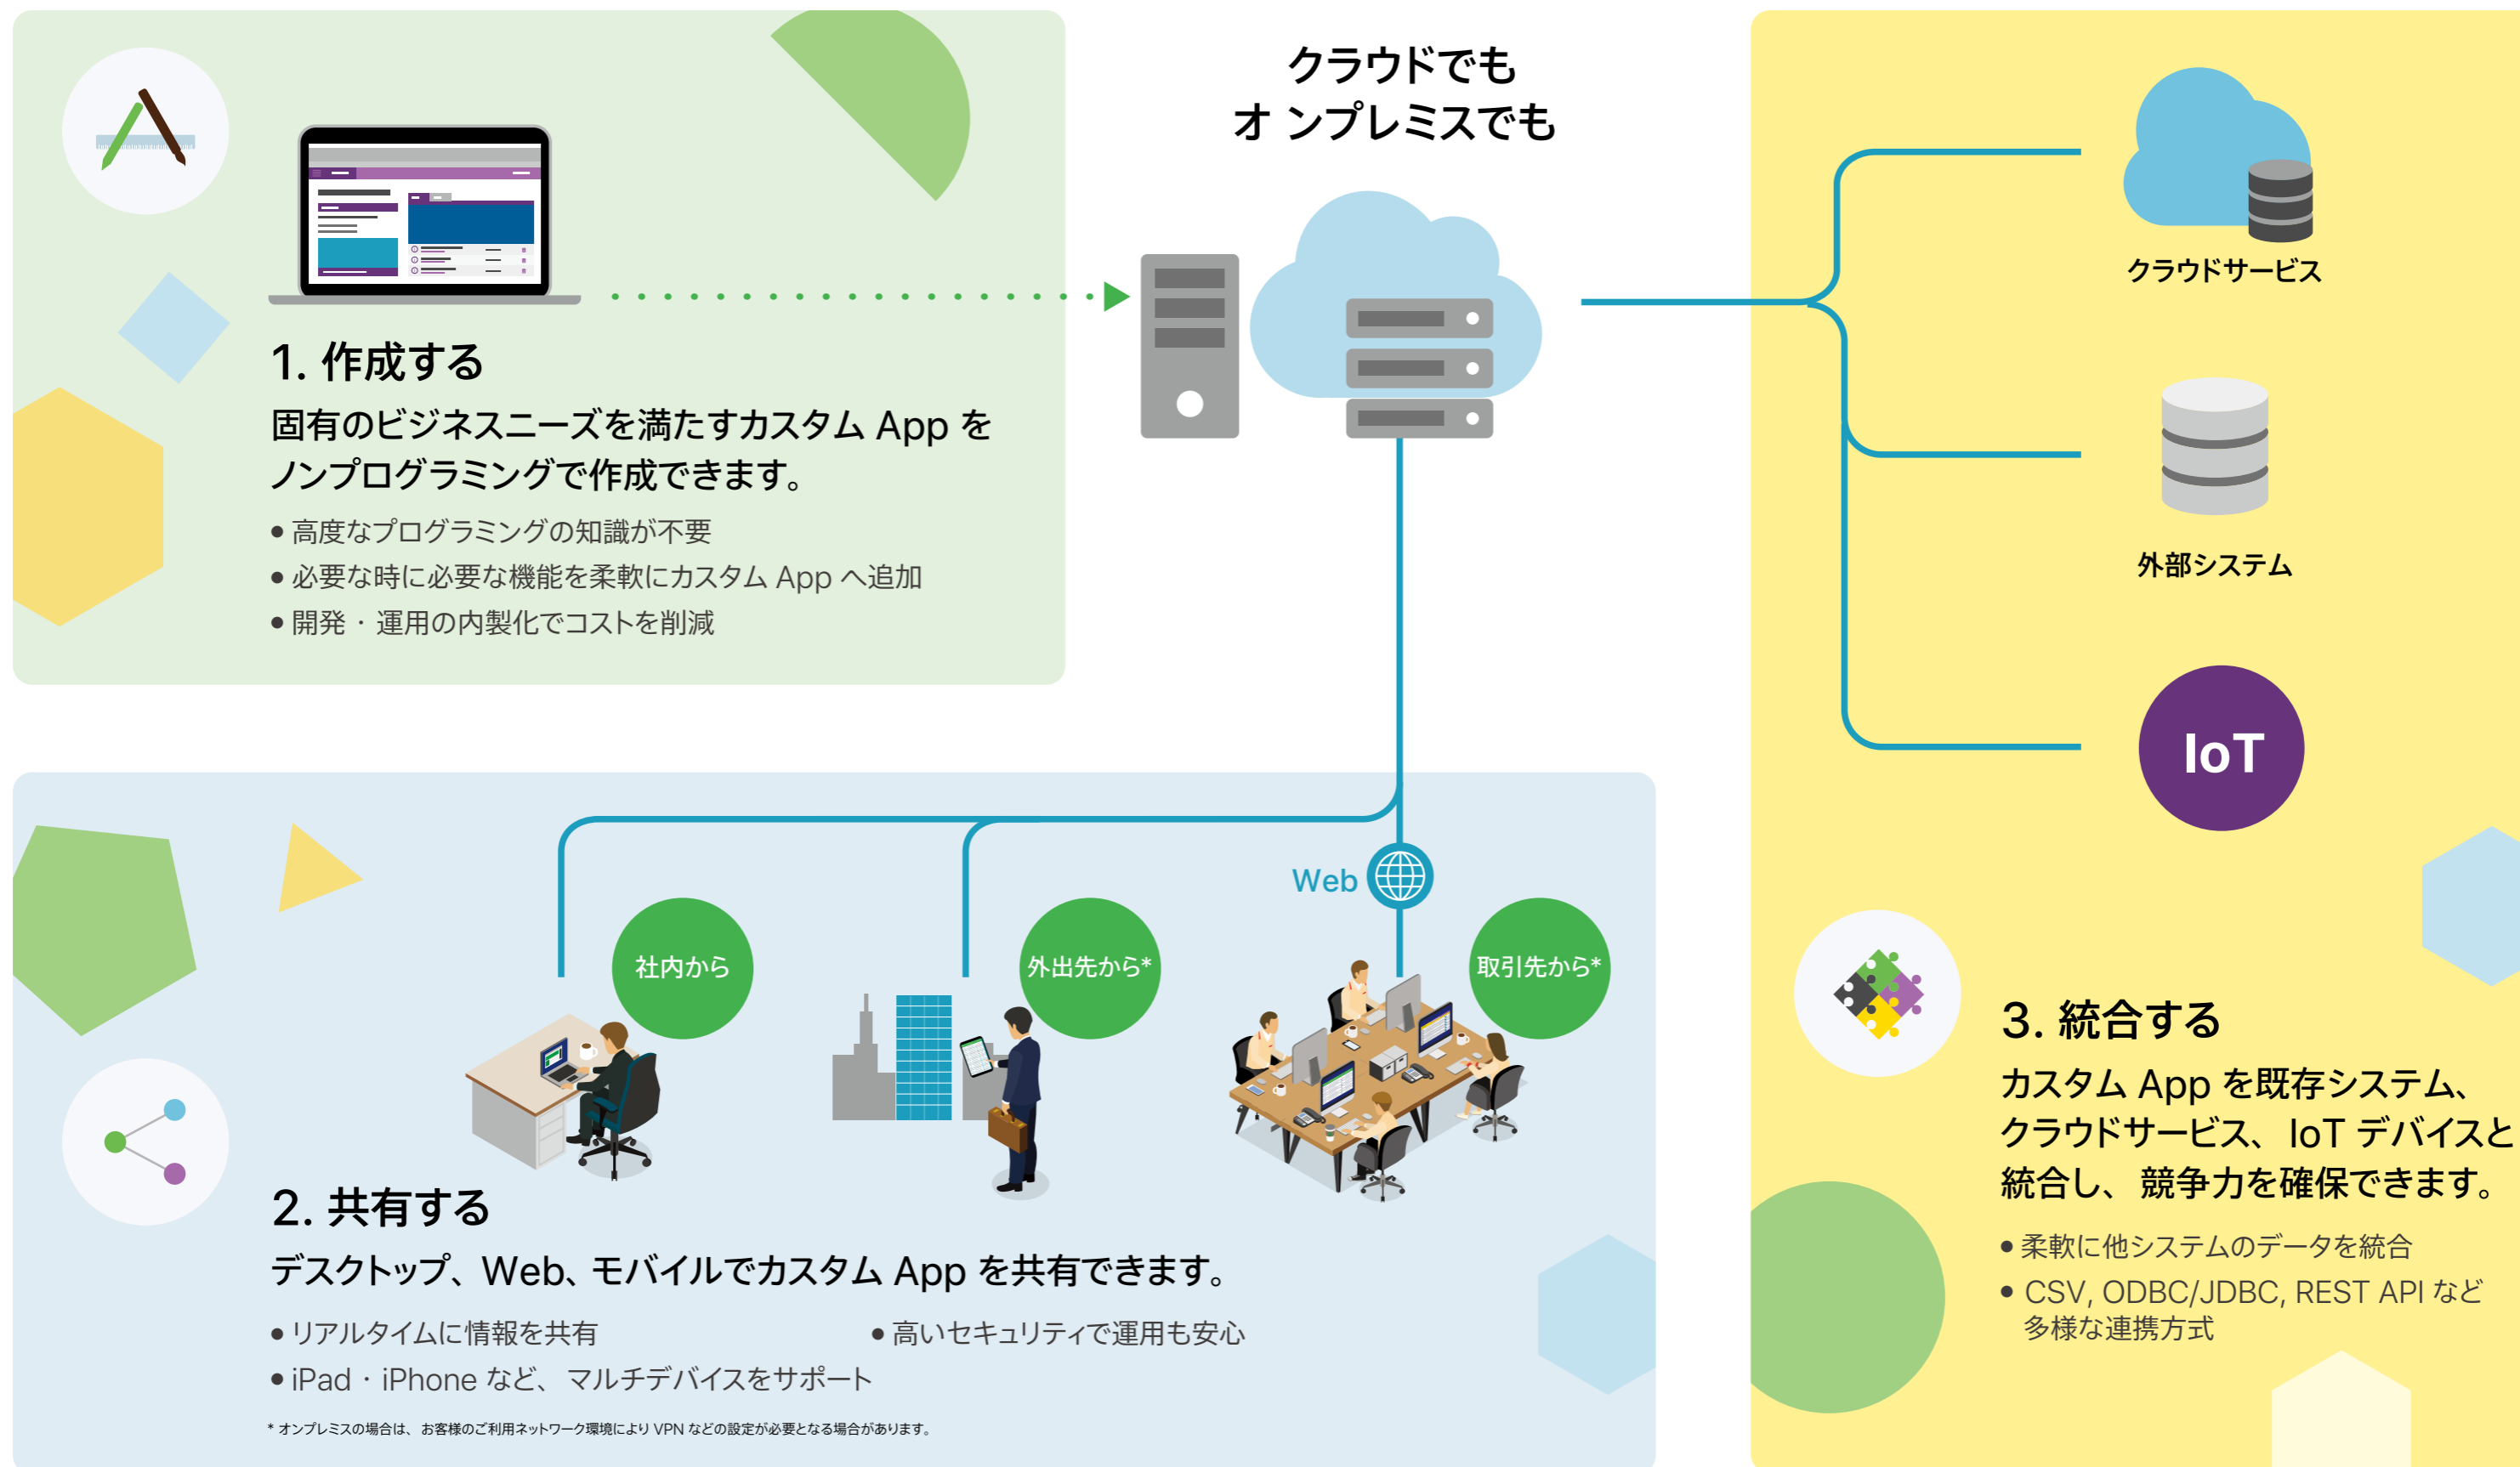 クラウドでも
オンプレミスでも
1. 作成する
固有のビジネスニーズを満たすカスタム App を
ノンプログラミングで作成できます。
● 高度なプログラミングの知識が不要
● 必要な時に必要な機能を柔軟にカスタム App へ追加
● 開発・運用の内製化でコストを削減
クラウドサービス
外部システム
IoT
Web
社内から
外出先から*
取引先から*
2. 共有する
デスクトップ、Web、モバイルでカスタム App を共有できます。
● リアルタイムに情報を共有
● 高いセキュリティで運用も安心
● iPad・iPhone など、マルチデバイスをサポート
* オンプレミスの場合は、お客様のご利用ネットワーク環境により VPN などの設定が必要となる場合があります。
3. 統合する
カスタム App を既存システム、
クラウドサービス、IoT デバイスと
統合し、競争力を確保できます。
● 柔軟に他システムのデータを統合
● CSV, ODBC/JDBC, REST API など
多様な連携方式